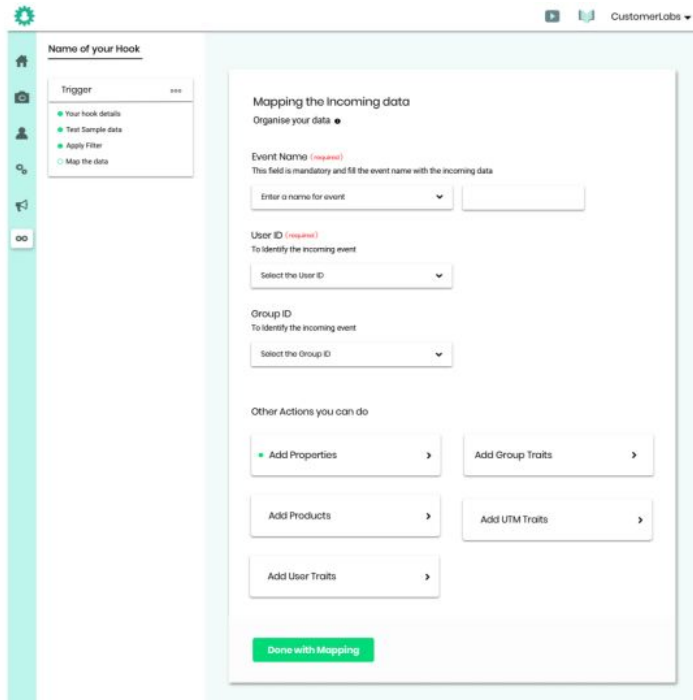 CustomerLabs
Name of your Hook
Trigger
Your hook details
Test Sample data
Apply Filter
Map the data
Mapping the Incoming data
Organise your data
Event Name (required)
This field is mandatory and fill the event name with the incoming data
Enter a name for event
User ID (required)
To Identify the incoming event
Select the User ID
Group ID
To Identify the incoming event
Select the Group ID
Other Actions you can do
Add Properties
Add Group Traits
Add Products
Add UTM Traits
Add User Traits
Done with Mapping